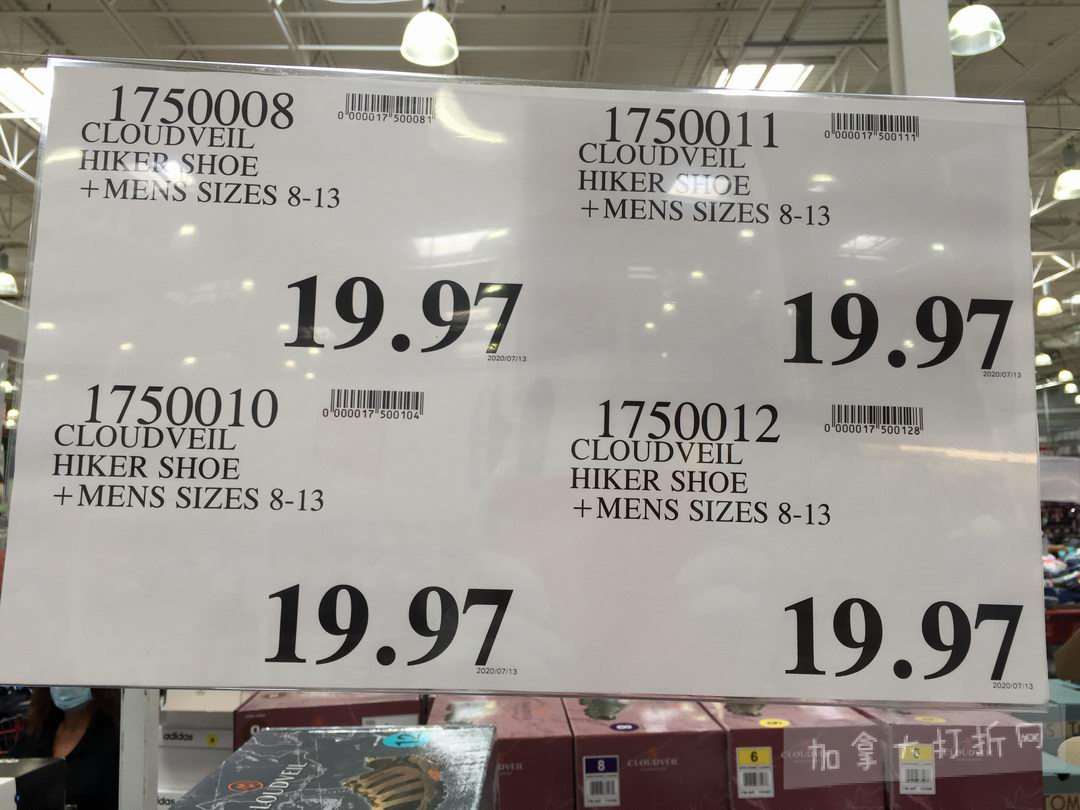 1750008
0 000017 500081
CLOUDVEIL
HIKER SHOE
+MENS SIZES 8-13
19.97
2020/07/13
1750011
0 000017 500111
CLOUDVEIL
HIKER SHOE
+MENS SIZES 8-13
19.97
2020/07/13
1750010
0 000017 500104
CLOUDVEIL
HIKER SHOE
+MENS SIZES 8-13
19.97
2020/07/13
1750012
0 000017 500128
CLOUDVEIL
HIKER SHOE
+MENS SIZES 8-13
19.97
2020/07/13
adidas
12
CLOUDVEIL
8
CLOUDVEIL
6
加拿大打折网